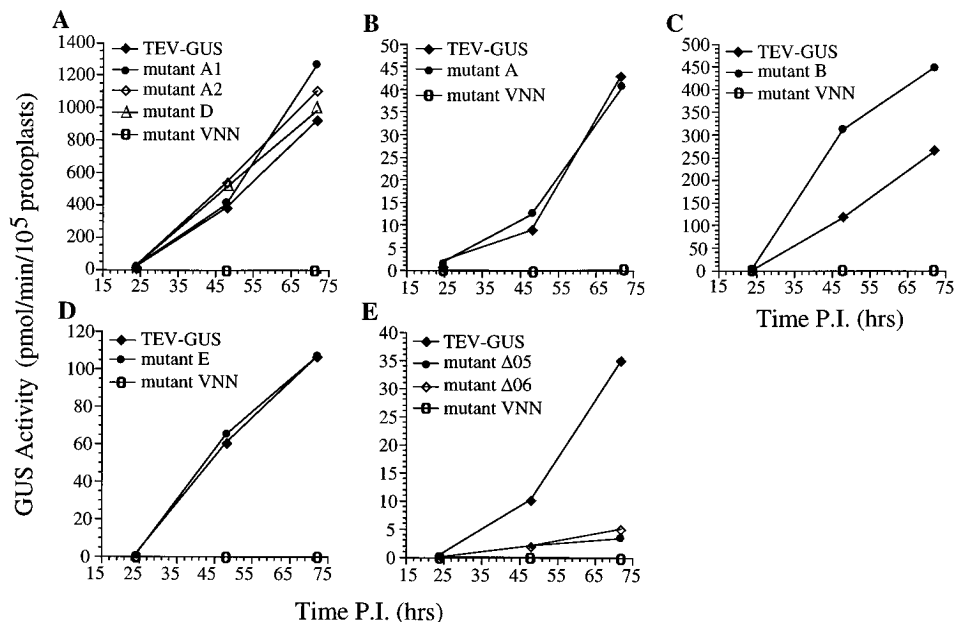 A
1400
1200
1000
800
600
400
200
0
15 25 35 45 55 65 75
TEV-GUS
mutant A1
mutant A2
mutant D
mutant VNN
B
50
45
40
35
30
25
20
15
10
5
0
15 25 35 45 55 65 75
TEV-GUS
mutant A
mutant VNN
C
500
450
400
350
300
250
200
150
100
50
0
15 25 35 45 55 65 75
TEV-GUS
mutant B
mutant VNN
Time P.I. (hrs)
D
120
100
80
60
40
20
0
15 25 35 45 55 65 75
TEV-GUS
mutant E
mutant VNN
E
40
35
30
25
20
15
10
5
0
15 25 35 45 55 65 75
TEV-GUS
mutant Δ05
mutant Δ06
mutant VNN
Time P.I. (hrs)
GUS Activity (pmol/min/10⁵ protoplasts)